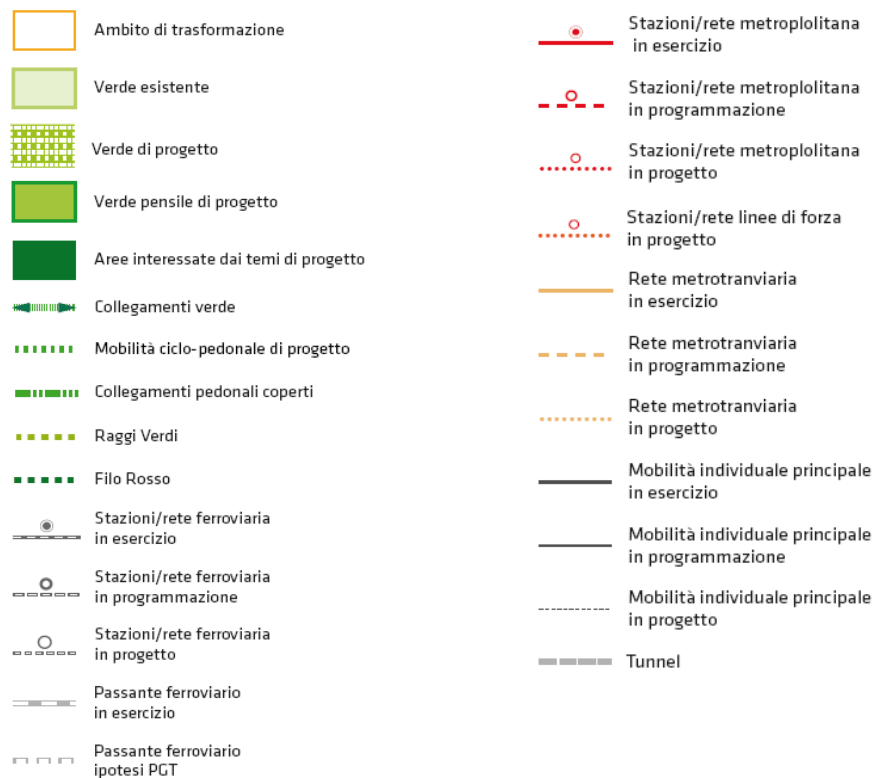 Ambito di trasformazione
Verde esistente
Verde di progetto
Verde pensile di progetto
Aree interessate dai temi di progetto
Collegamenti verde
Mobilità ciclo-pedonale di progetto
Collegamenti pedonali coperti
Raggi Verdi
Filo Rosso
Stazioni/rete ferroviaria
in esercizio
Stazioni/rete ferroviaria
in programmazione
Stazioni/rete ferroviaria
in progetto
Passante ferroviario
in esercizio
Passante ferroviario
ipotesi PGT
Stazioni/rete metroplolitana
in esercizio
Stazioni/rete metroplolitana
in programmazione
Stazioni/rete metroplolitana
in progetto
Stazioni/rete linee di forza
in progetto
Rete metrotranviaria
in esercizio
Rete metrotranviaria
in programmazione
Rete metrotranviaria
in progetto
Mobilità individuale principale
in esercizio
Mobilità individuale principale
in programmazione
Mobilità individuale principale
in progetto
Tunnel